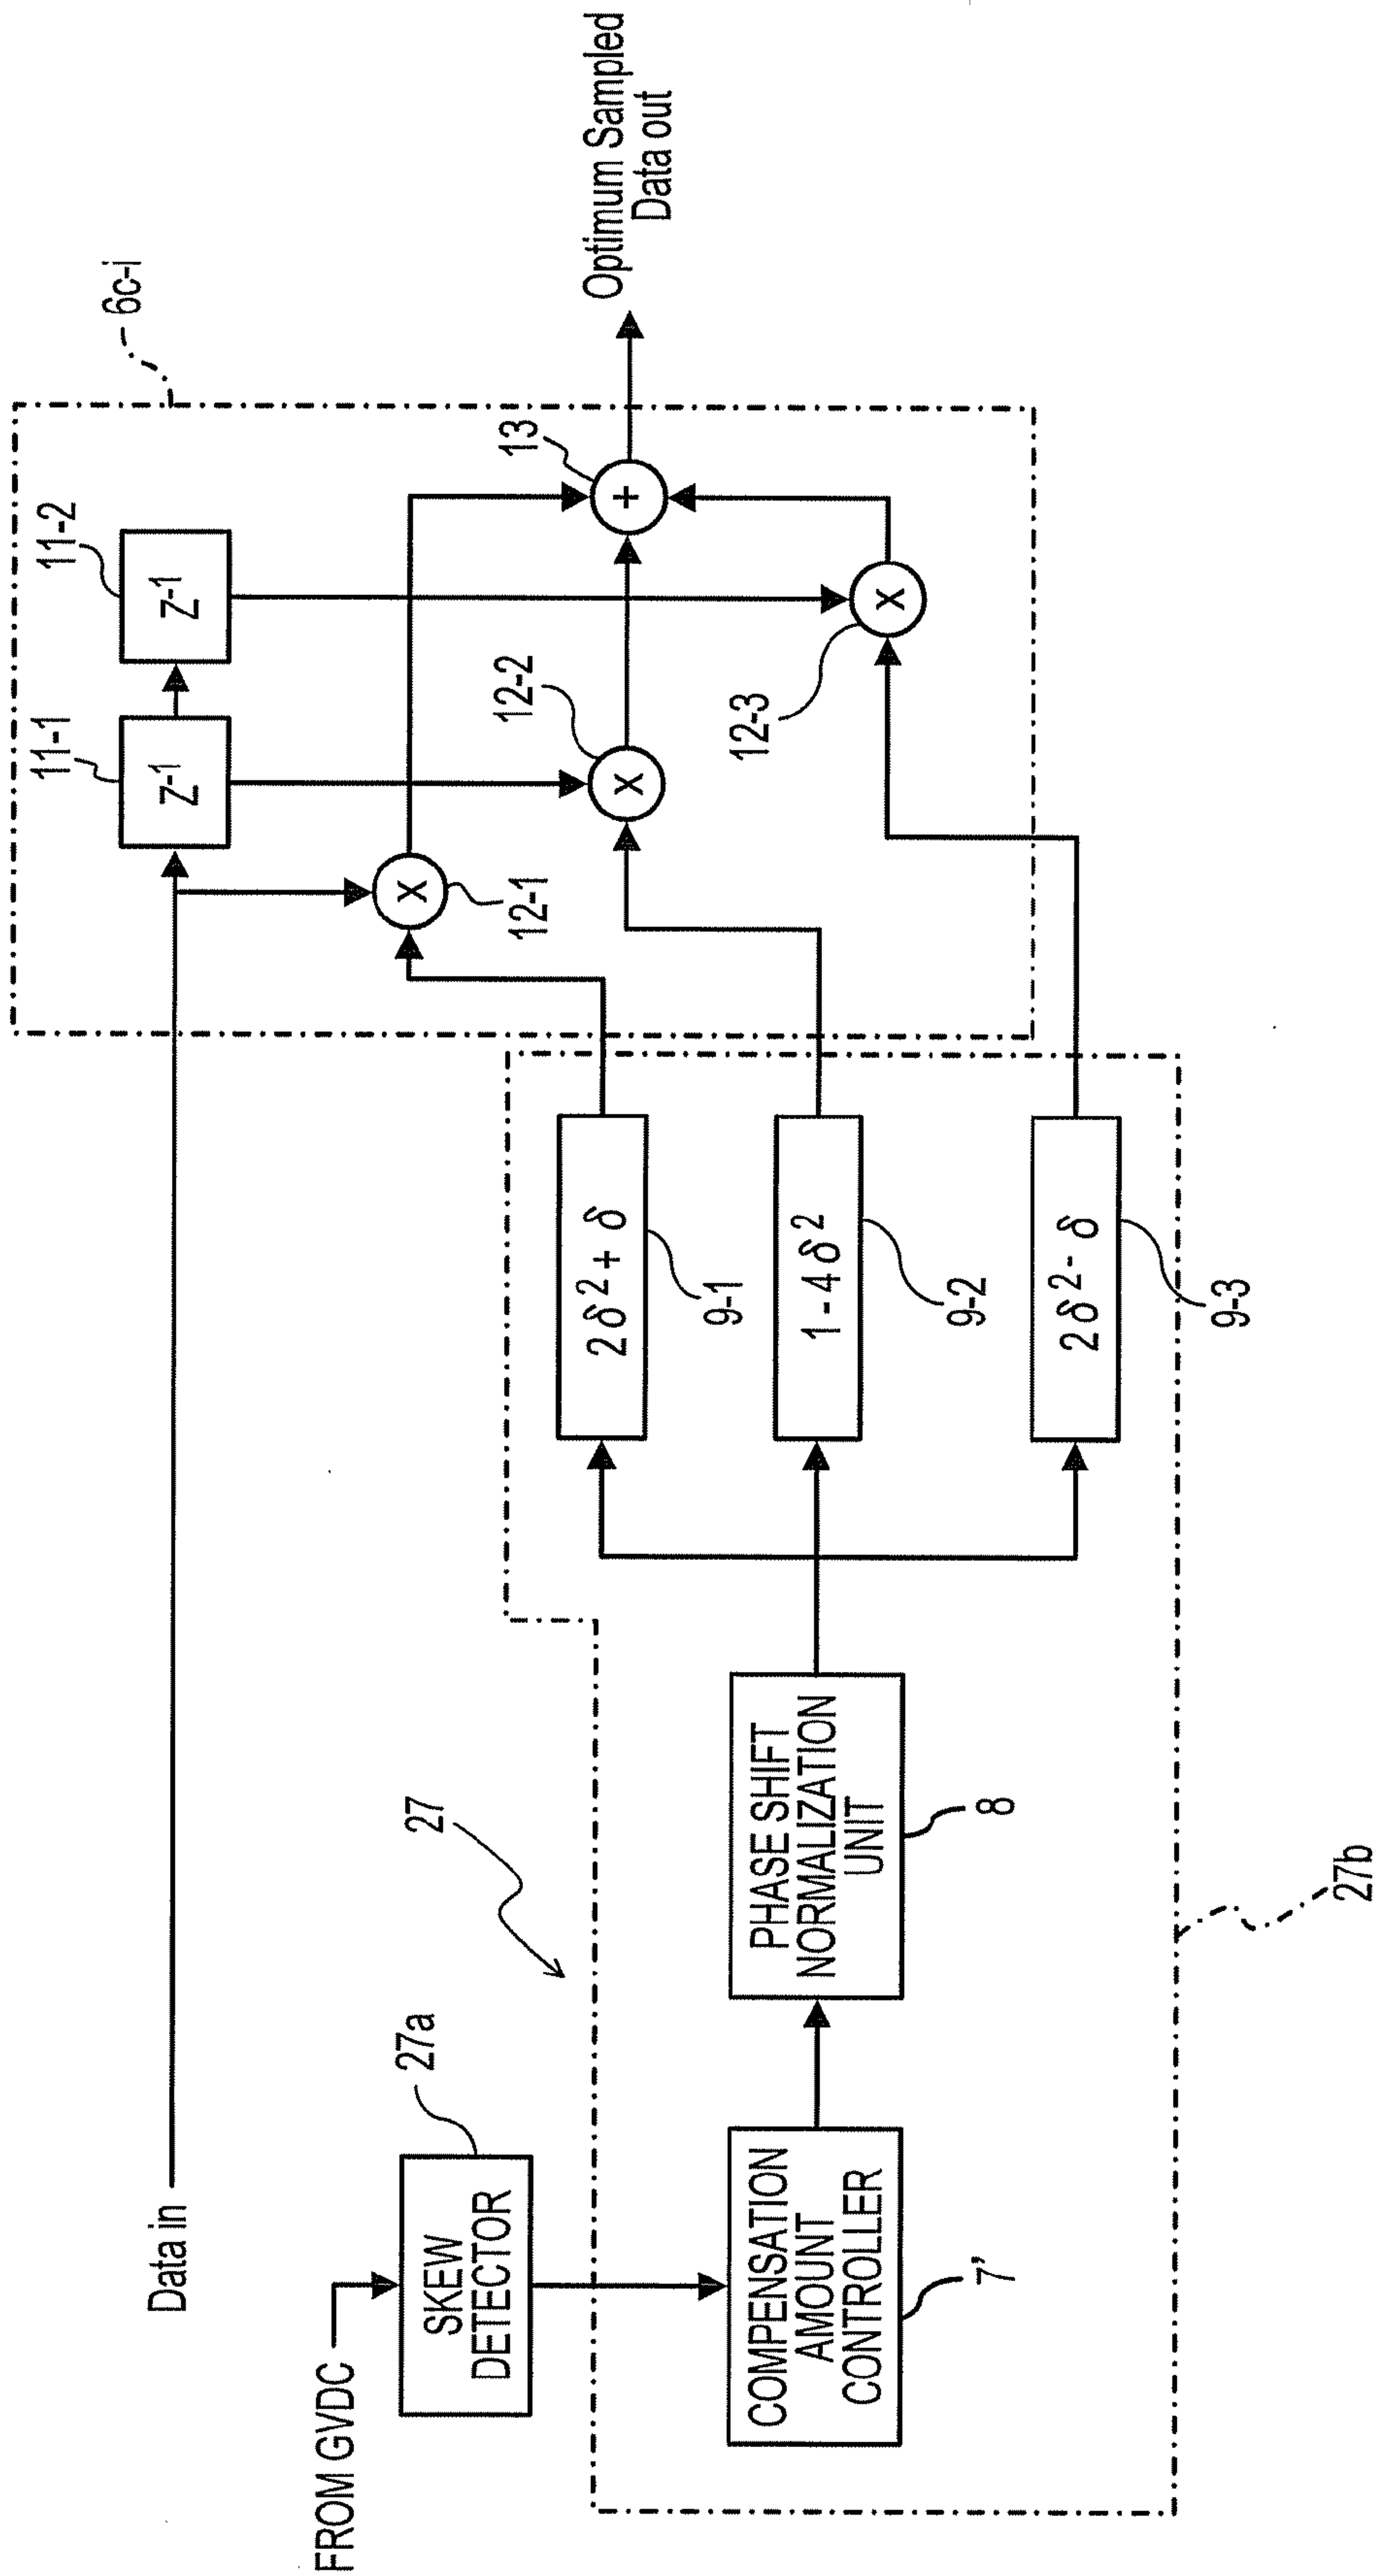 6c-i
11-1
Z-1
11-2
Z-1
Data in
FROM GVDC
SKEW
DETECTOR
27a
27
12-1
X
12-2
X
12-3
X
13
+
Optimum Sampled
Data out
COMPENSATION
AMOUNT
CONTROLLER
7'
PHASE SHIFT
NORMALIZATION
UNIT
8
2δ²+δ
9-1
1-4δ²
9-2
2δ²-δ
9-3
27b